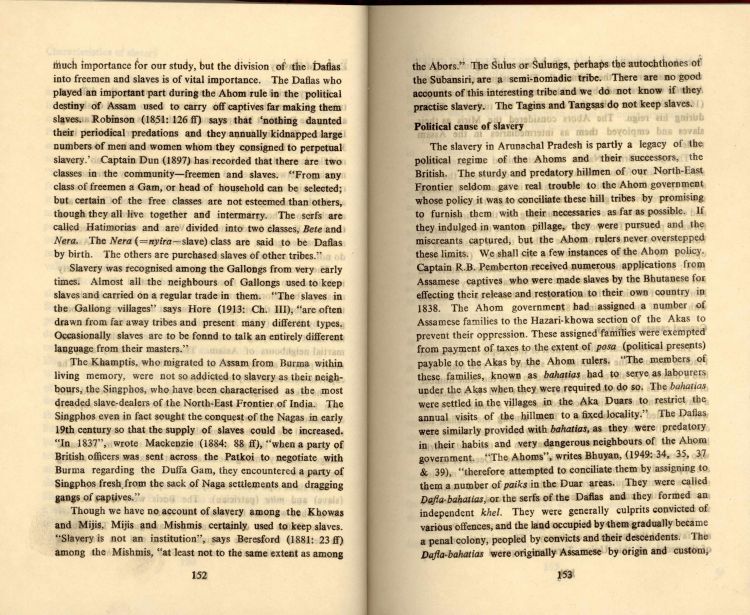 much importance for our study, but the division of the Daflas
into freemen and slaves is of vital importance. The Daflas who
played an important part during the Ahom rule in the political
destiny of Assam used to carry off captives far making them
slaves. Robinson (1851: 126 ff) says that 'nothing daunted
their periodical predations and they annually kidnapped large
numbers of men and women whom they consigned to perpetual
slavery.' Captain Dun (1897) has recorded that there are two
classes in the community—freemen and slaves. "From any
class of freemen a Gam, or head of household can be selected;
but certain of the free classes are not esteemed than others,
though they all live together and intermarry. The serfs are
called Hatimorias and are divided into two classes, Bete and
Nera. The Nera (=nyira—slave) class are said to be Daflas
by birth. The others are purchased slaves of other tribes."
Slavery was recognised among the Gallongs from very early
times. Almost all the neighbours of Gallongs used to keep
slaves and carried on a regular trade in them. "The slaves in
the Gallong villages" says Hore (1913: Ch. III), "are often
drawn from far away tribes and present many different types.
Occasionally slaves are to be fonnd to talk an entirely different
language from their masters."
The Khamptis, who migrated to Assam from Burma within
living memory, were not so addicted to slavery as their neigh-
bours, the Singphos, who have been characterised as the most
dreaded slave-dealers of the North-East Frontier of India. The
Singphos even in fact sought the conquest of the Nagas in early
19th century so that the supply of slaves could be increased.
"In 1837", wrote Mackenzie (1884: 88 ff), "when a party of
British officers was sent across the Patkoi to negotiate with
Burma regarding the Duffa Gam, they encountered a party of
Singphos fresh from the sack of Naga settlements and dragging
gangs of captives."
Though we have no account of slavery among the Khowas
and Mijis, Mijis and Mishmis certainly used to keep slaves.
"Slavery is not an institution", says Beresford (1881: 23 ff)
among the Mishmis, "at least not to the same extent as among
152
the Abors." The Sulus or Sulungs, perhaps the autochthones of
the Subansiri, are a semi-nomadic tribe. There are no good
accounts of this interesting tribe and we do not know if they
practise slavery. The Tagins and Tangsas do not keep slaves.
Political cause of slavery
The slavery in Arunachal Pradesh is partly a legacy of the
political regime of the Ahoms and their successors, the
British. The sturdy and predatory hillmen of our North-East
Frontier seldom gave real trouble to the Ahom government
whose policy it was to conciliate these hill tribes by promising
to furnish them with their necessaries as far as possible. If
they indulged in wanton pillage, they were pursued and the
miscreants captured, but the Ahom rulers never overstepped
these limits. We shall cite a few instances of the Ahom policy.
Captain R.B. Pemberton received numerous applications from
Assamese captives who were made slaves by the Bhutanese for
effecting their release and restoration to their own country in
1838. The Ahom government had assigned a number of
Assamese families to the Hazari-khowa section of the Akas to
prevent their oppression. These assigned families were exempted
from payment of taxes to the extent of posa (political presents)
payable to the Akas by the Ahom rulers. "The members of
these families, known as bahatias had to serve as labourers
under the Akas when they were required to do so. The bahatias
were settled in the villages in the Aka Duars to restrict the
annual visits of the hillmen to a fixed locality." The Daflas
were similarly provided with bahatias, as they were predatory
in their habits and very dangerous neighbours of the Ahom
government. "The Ahoms", writes Bhuyan, (1949: 34, 35, 37
& 39), "therefore attempted to conciliate them by assigning to
them a number of paiks in the Duar areas. They were called
Dafla-bahatias, or the serfs of the Daflas and they formed an
independent khel. They were generally culprits convicted of
various offences, and the land occupied by them gradually became
a penal colony, peopled by convicts and their descendents. The
Dafla-bahatias were originally Assamese by origin and custom,
153